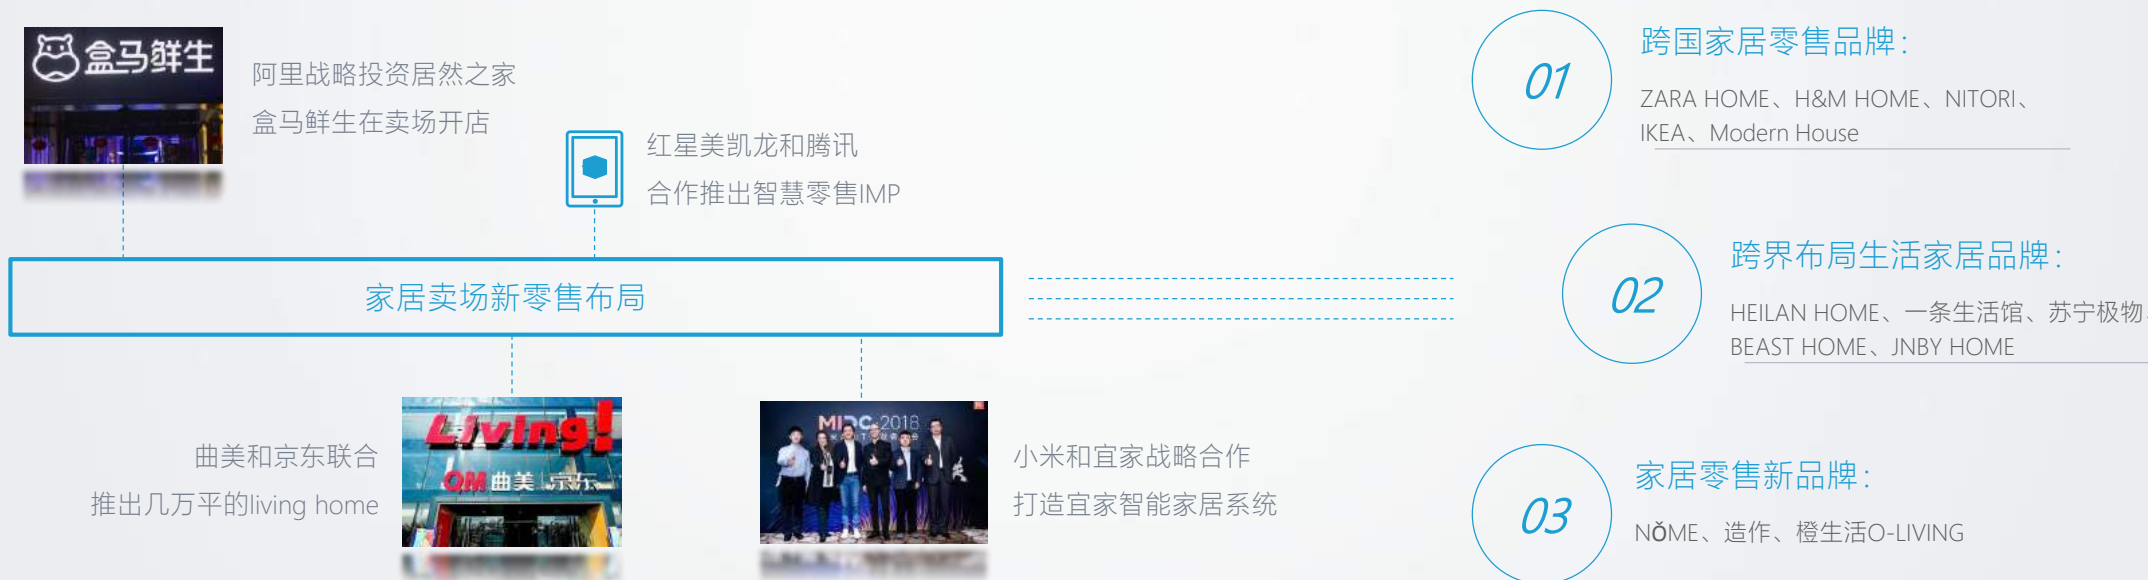 盒马鲜生
阿里战略投资居然之家
盒马鲜生在卖场开店
红星美凯龙和腾讯
合作推出智慧零售IMP
家居卖场新零售布局
Living!
QM 曲美 京东
曲美和京东联合
推出几万平的living home
MIDC 2018
小米和宜家战略合作
打造宜家智能家居系统
01
跨国家居零售品牌：
ZARA HOME、H&M HOME、NITORI、
IKEA、Modern House
02
跨界布局生活家居品牌：
HEILAN HOME、一条生活馆、苏宁极物、
BEAST HOME、JNBY HOME
03
家居零售新品牌：
NǑME、造作、橙生活O-LIVING